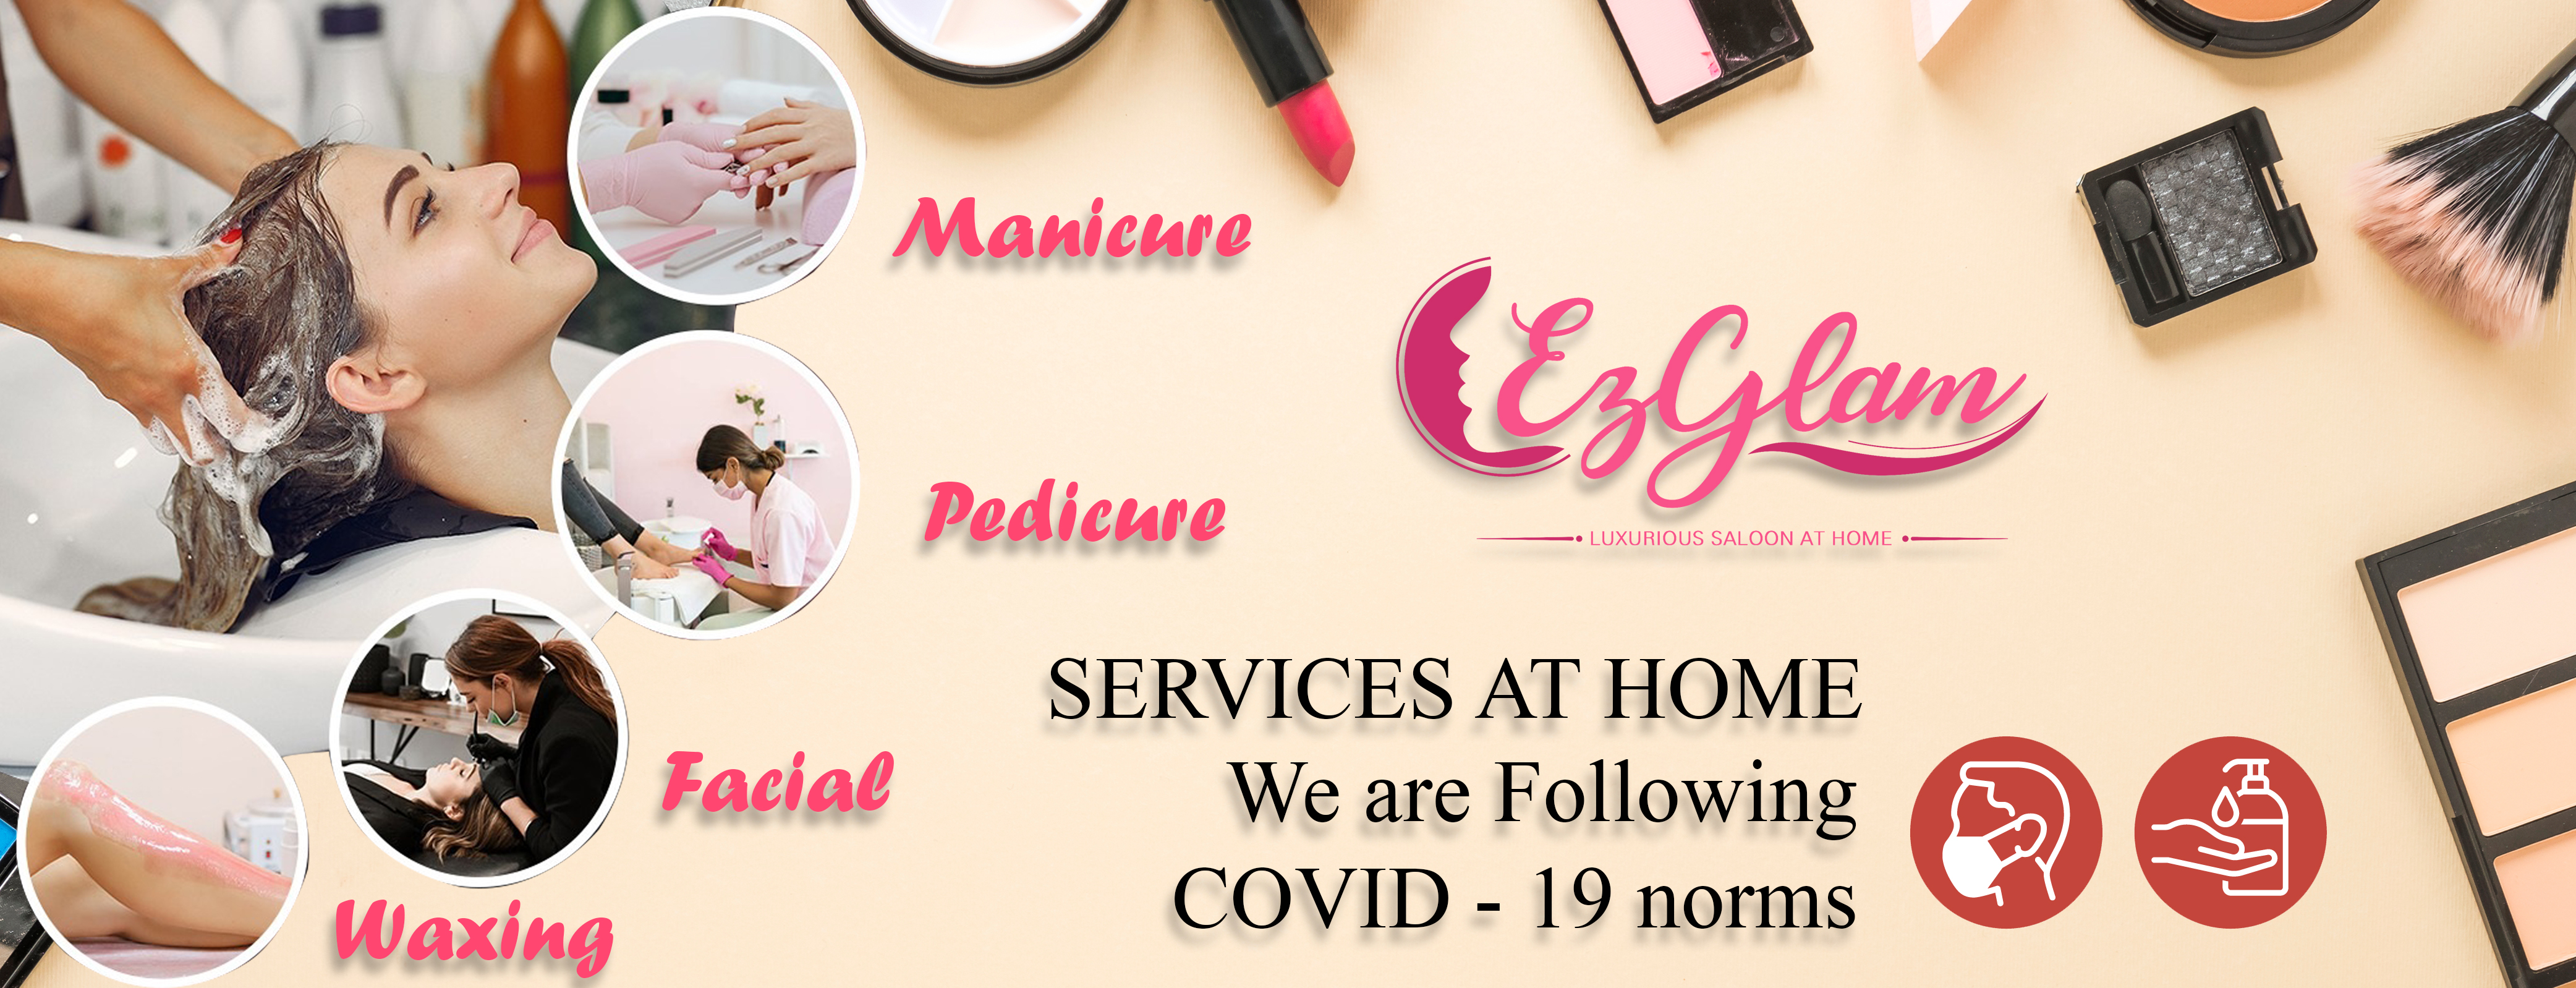 Manicure
Pedicure
Facial
Waxing
EzGlam
LUXURIOUS SALOON AT HOME
SERVICES AT HOME
We are Following
COVID - 19 norms